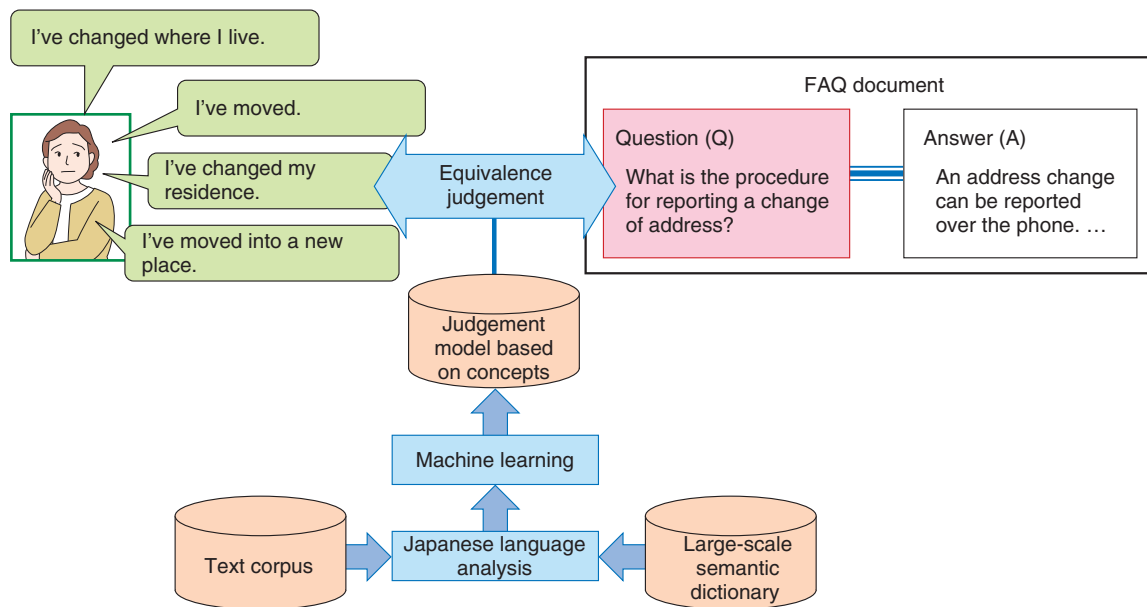 I've changed where I live.
I've moved.
I've changed my
residence.
I've moved into a new
place.
Equivalence
judgement
FAQ document
Question (Q)
What is the procedure
for reporting a change
of address?
Answer (A)
An address change
can be reported
over the phone. …
Judgement
model based
on concepts
Machine learning
Text corpus
Japanese language
analysis
Large-scale
semantic
dictionary